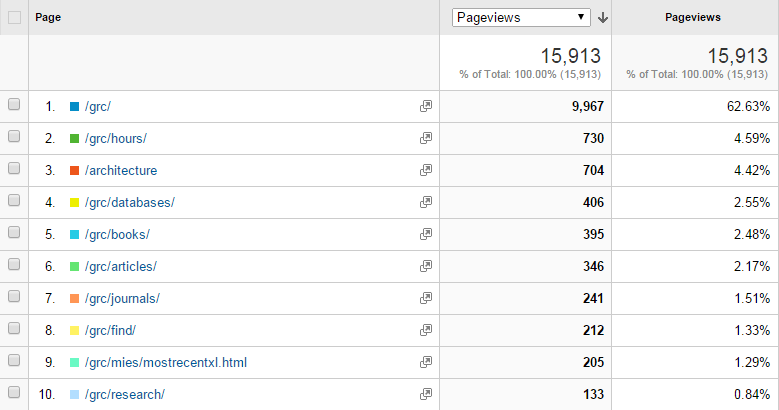 Page Pageviews Pageviews
15,913 15,913
% of Total: 100.00% (15,913) % of Total: 100.00% (15,913)
1. /grc/ 9,967 62.63%
2. /grc/hours/ 730 4.59%
3. /architecture 704 4.42%
4. /grc/databases/ 406 2.55%
5. /grc/books/ 395 2.48%
6. /grc/articles/ 346 2.17%
7. /grc/journals/ 241 1.51%
8. /grc/find/ 212 1.33%
9. /grc/mies/mostrecentxl.html 205 1.29%
10. /grc/research/ 133 0.84%